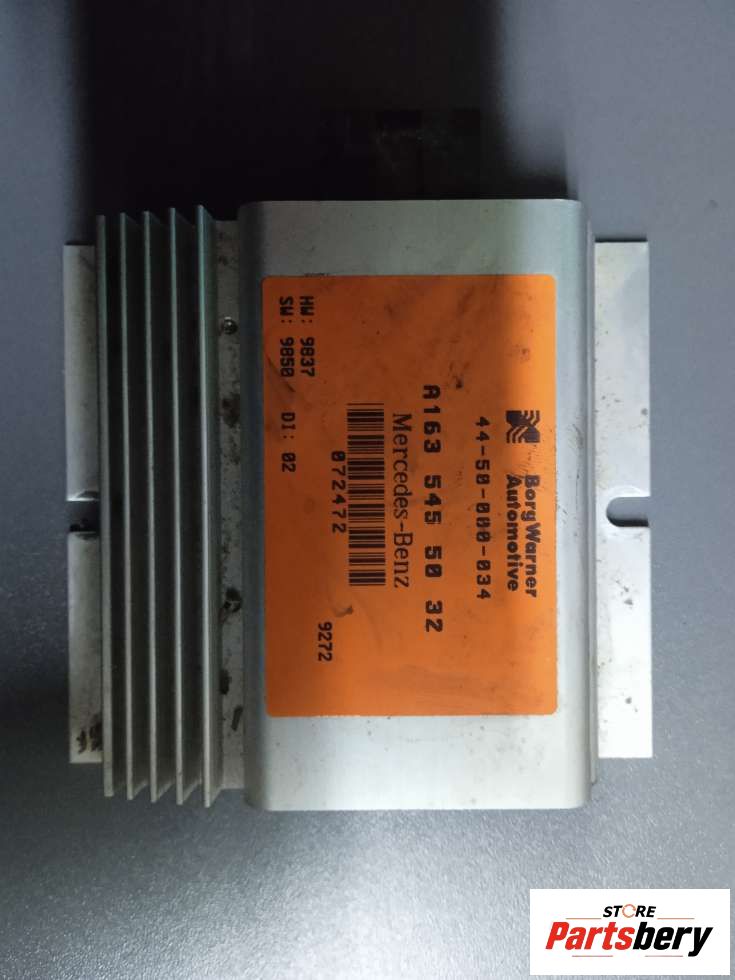 BorgWarner
Automotive
44-50-000-034
A163 545 50 32
Mercedes-Benz
072472
HW: 9837
SW: 9850 DI: 02
9272
STORE
Partsbery